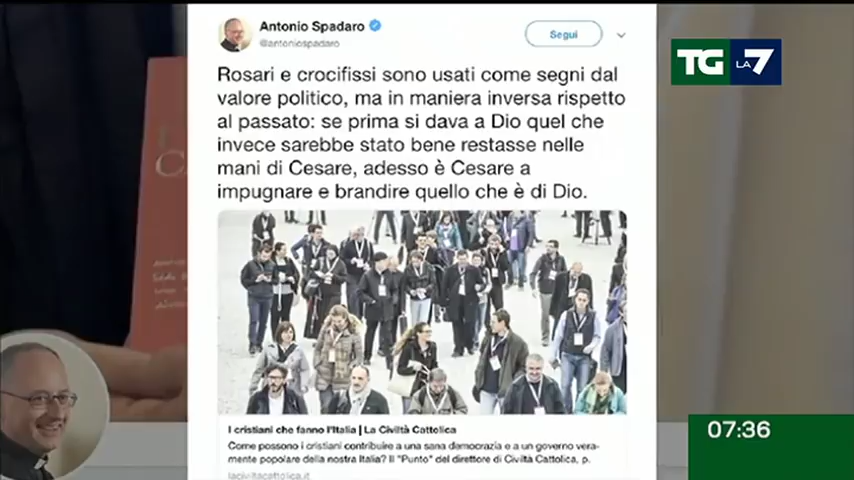 Antonio Spadaro
@antoniospadaro
Segui
TG LA7
Rosari e crocifissi sono usati come segni dal
valore politico, ma in maniera inversa rispetto
al passato: se prima si dava a Dio quel che
invece sarebbe stato bene restasse nelle
mani di Cesare, adesso è Cesare a
impugnare e brandire quello che è di Dio.
I cristiani che fanno l'Italia | La Civiltà Cattolica
Come possono i cristiani contribuire a una sana democrazia e a un governo vera-
mente popolare della nostra Italia? Il "Punto" del direttore di Civiltà Cattolica, p.
laciviltacattolica.it
07:36